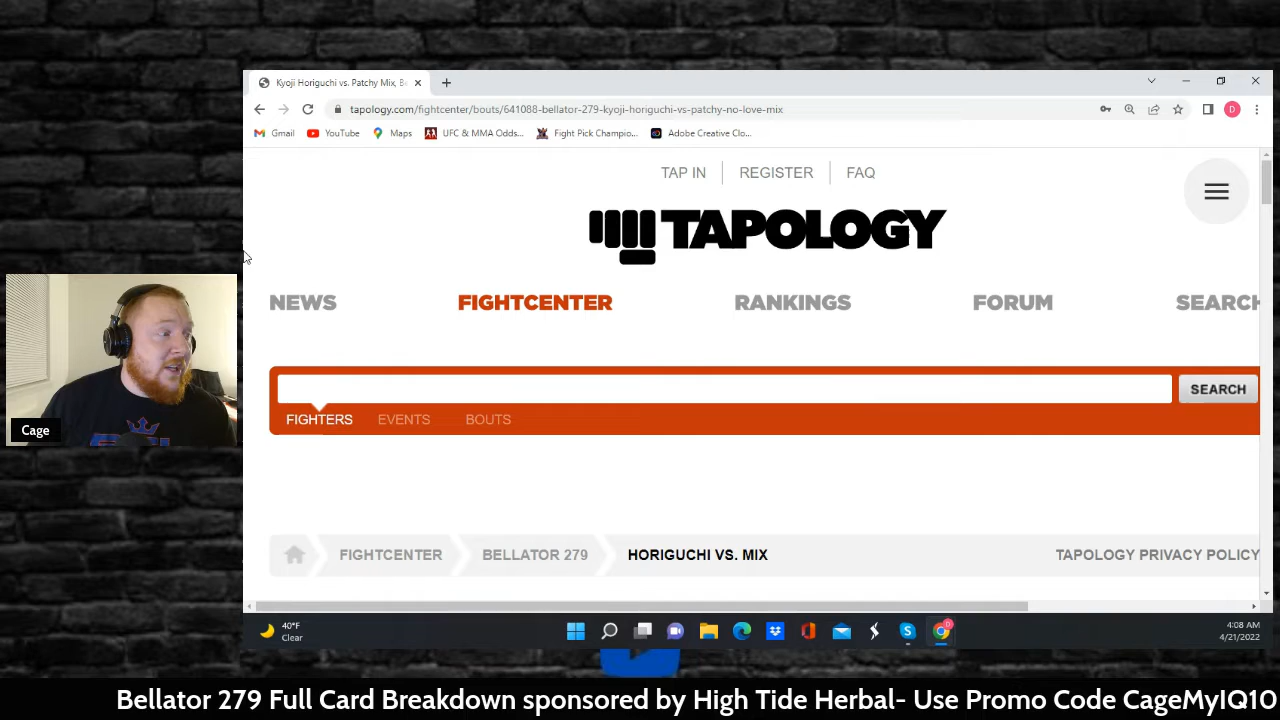 Kyoji Horiguchi vs. Patchy Mix, Be
tapology.com/fightcenter/bouts/641088-bellator-279-kyoji-horiguchi-vs-patchy-no-love-mix
D
Gmail YouTube Maps UFC & MMA Odds... Fight Pick Champio... Adobe Creative Clo...
TAP IN REGISTER FAQ
TAPOLOGY
NEWS FIGHTCENTER RANKINGS FORUM SEARCH
SEARCH
FIGHTERS EVENTS BOUTS
Cage
FIGHTCENTER BELLATOR 279 HORIGUCHI VS. MIX TAPOLOGY PRIVACY POLICY
40°F
Clear
4:08 AM
4/21/2022
Bellator 279 Full Card Breakdown sponsored by High Tide Herbal- Use Promo Code CageMyIQ10